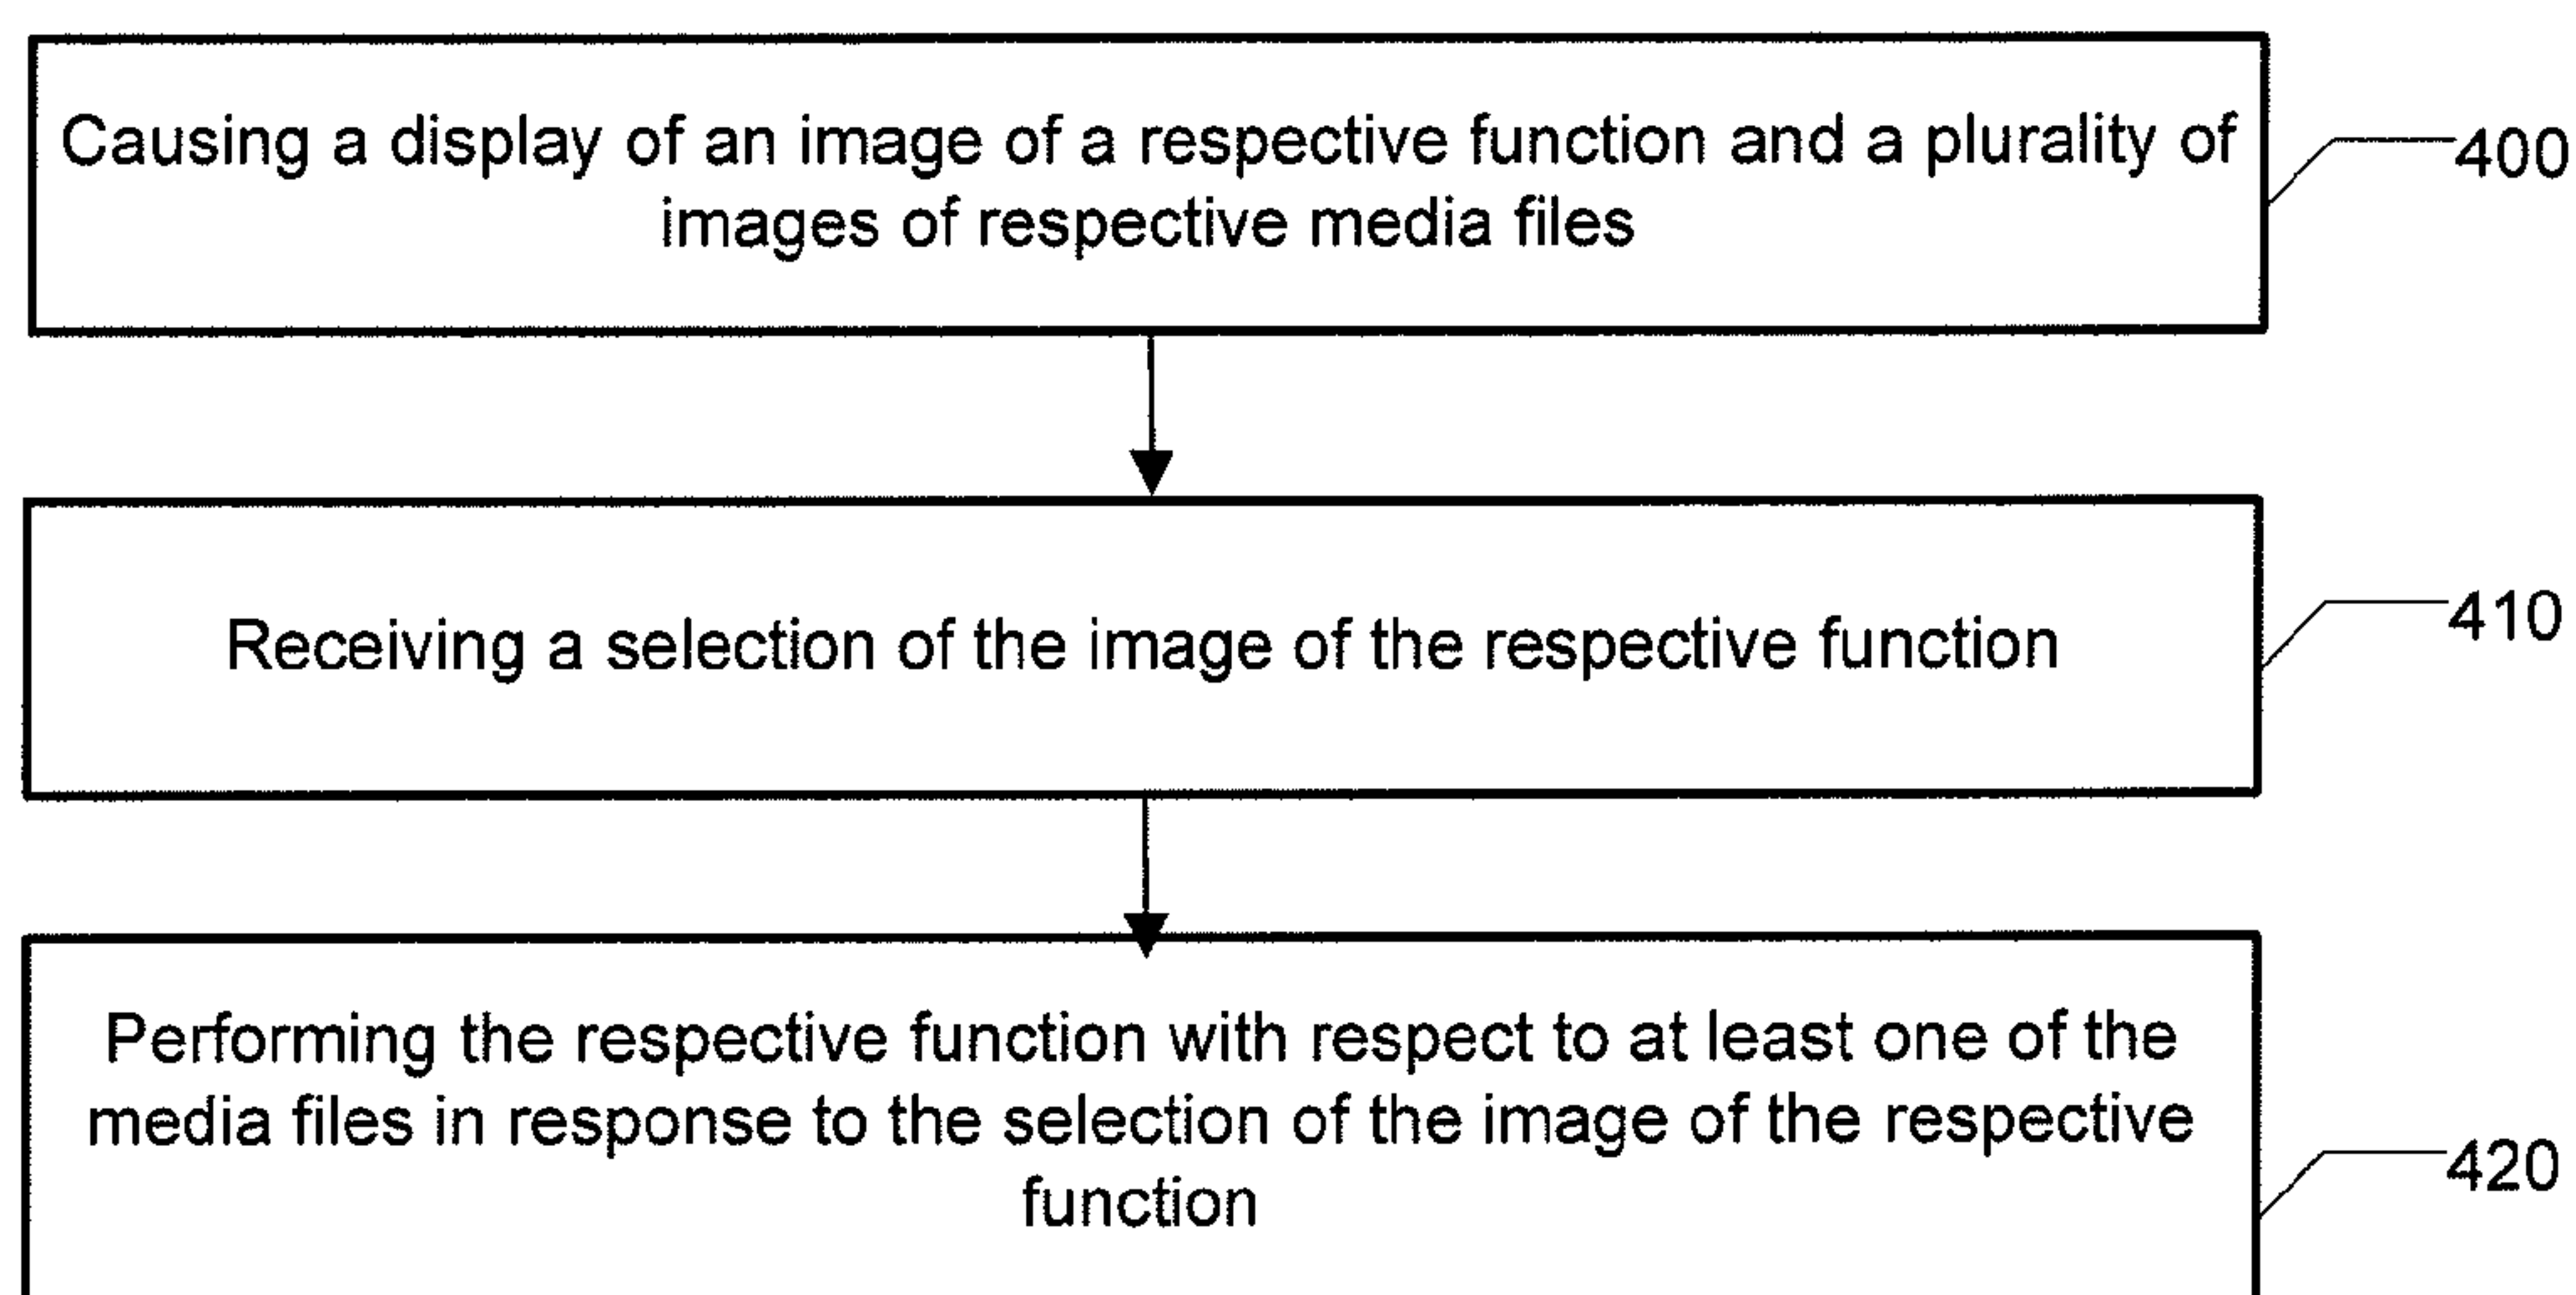 Causing a display of an image of a respective function and a plurality of
images of respective media files
400
Receiving a selection of the image of the respective function
410
Performing the respective function with respect to at least one of the
media files in response to the selection of the image of the respective
function
420